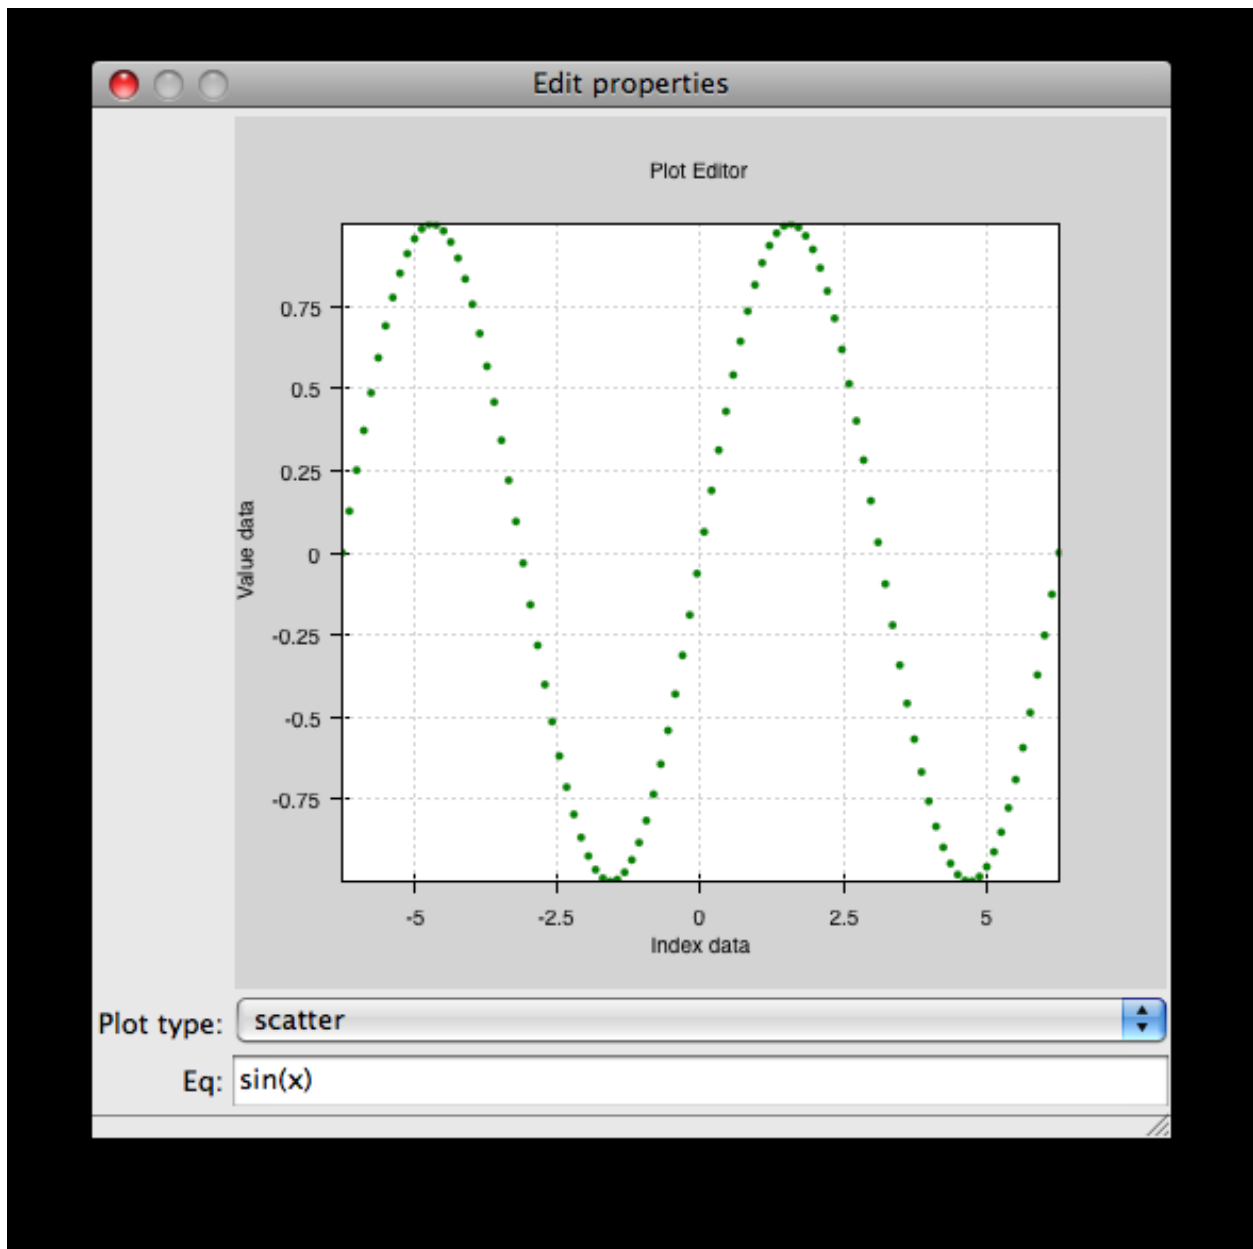 Edit properties
Plot Editor
0.75
0.5
0.25
0
-0.25
-0.5
-0.75
Value data
-5 -2.5 0 2.5 5
Index data
Plot type: scatter
Eq: sin(x)